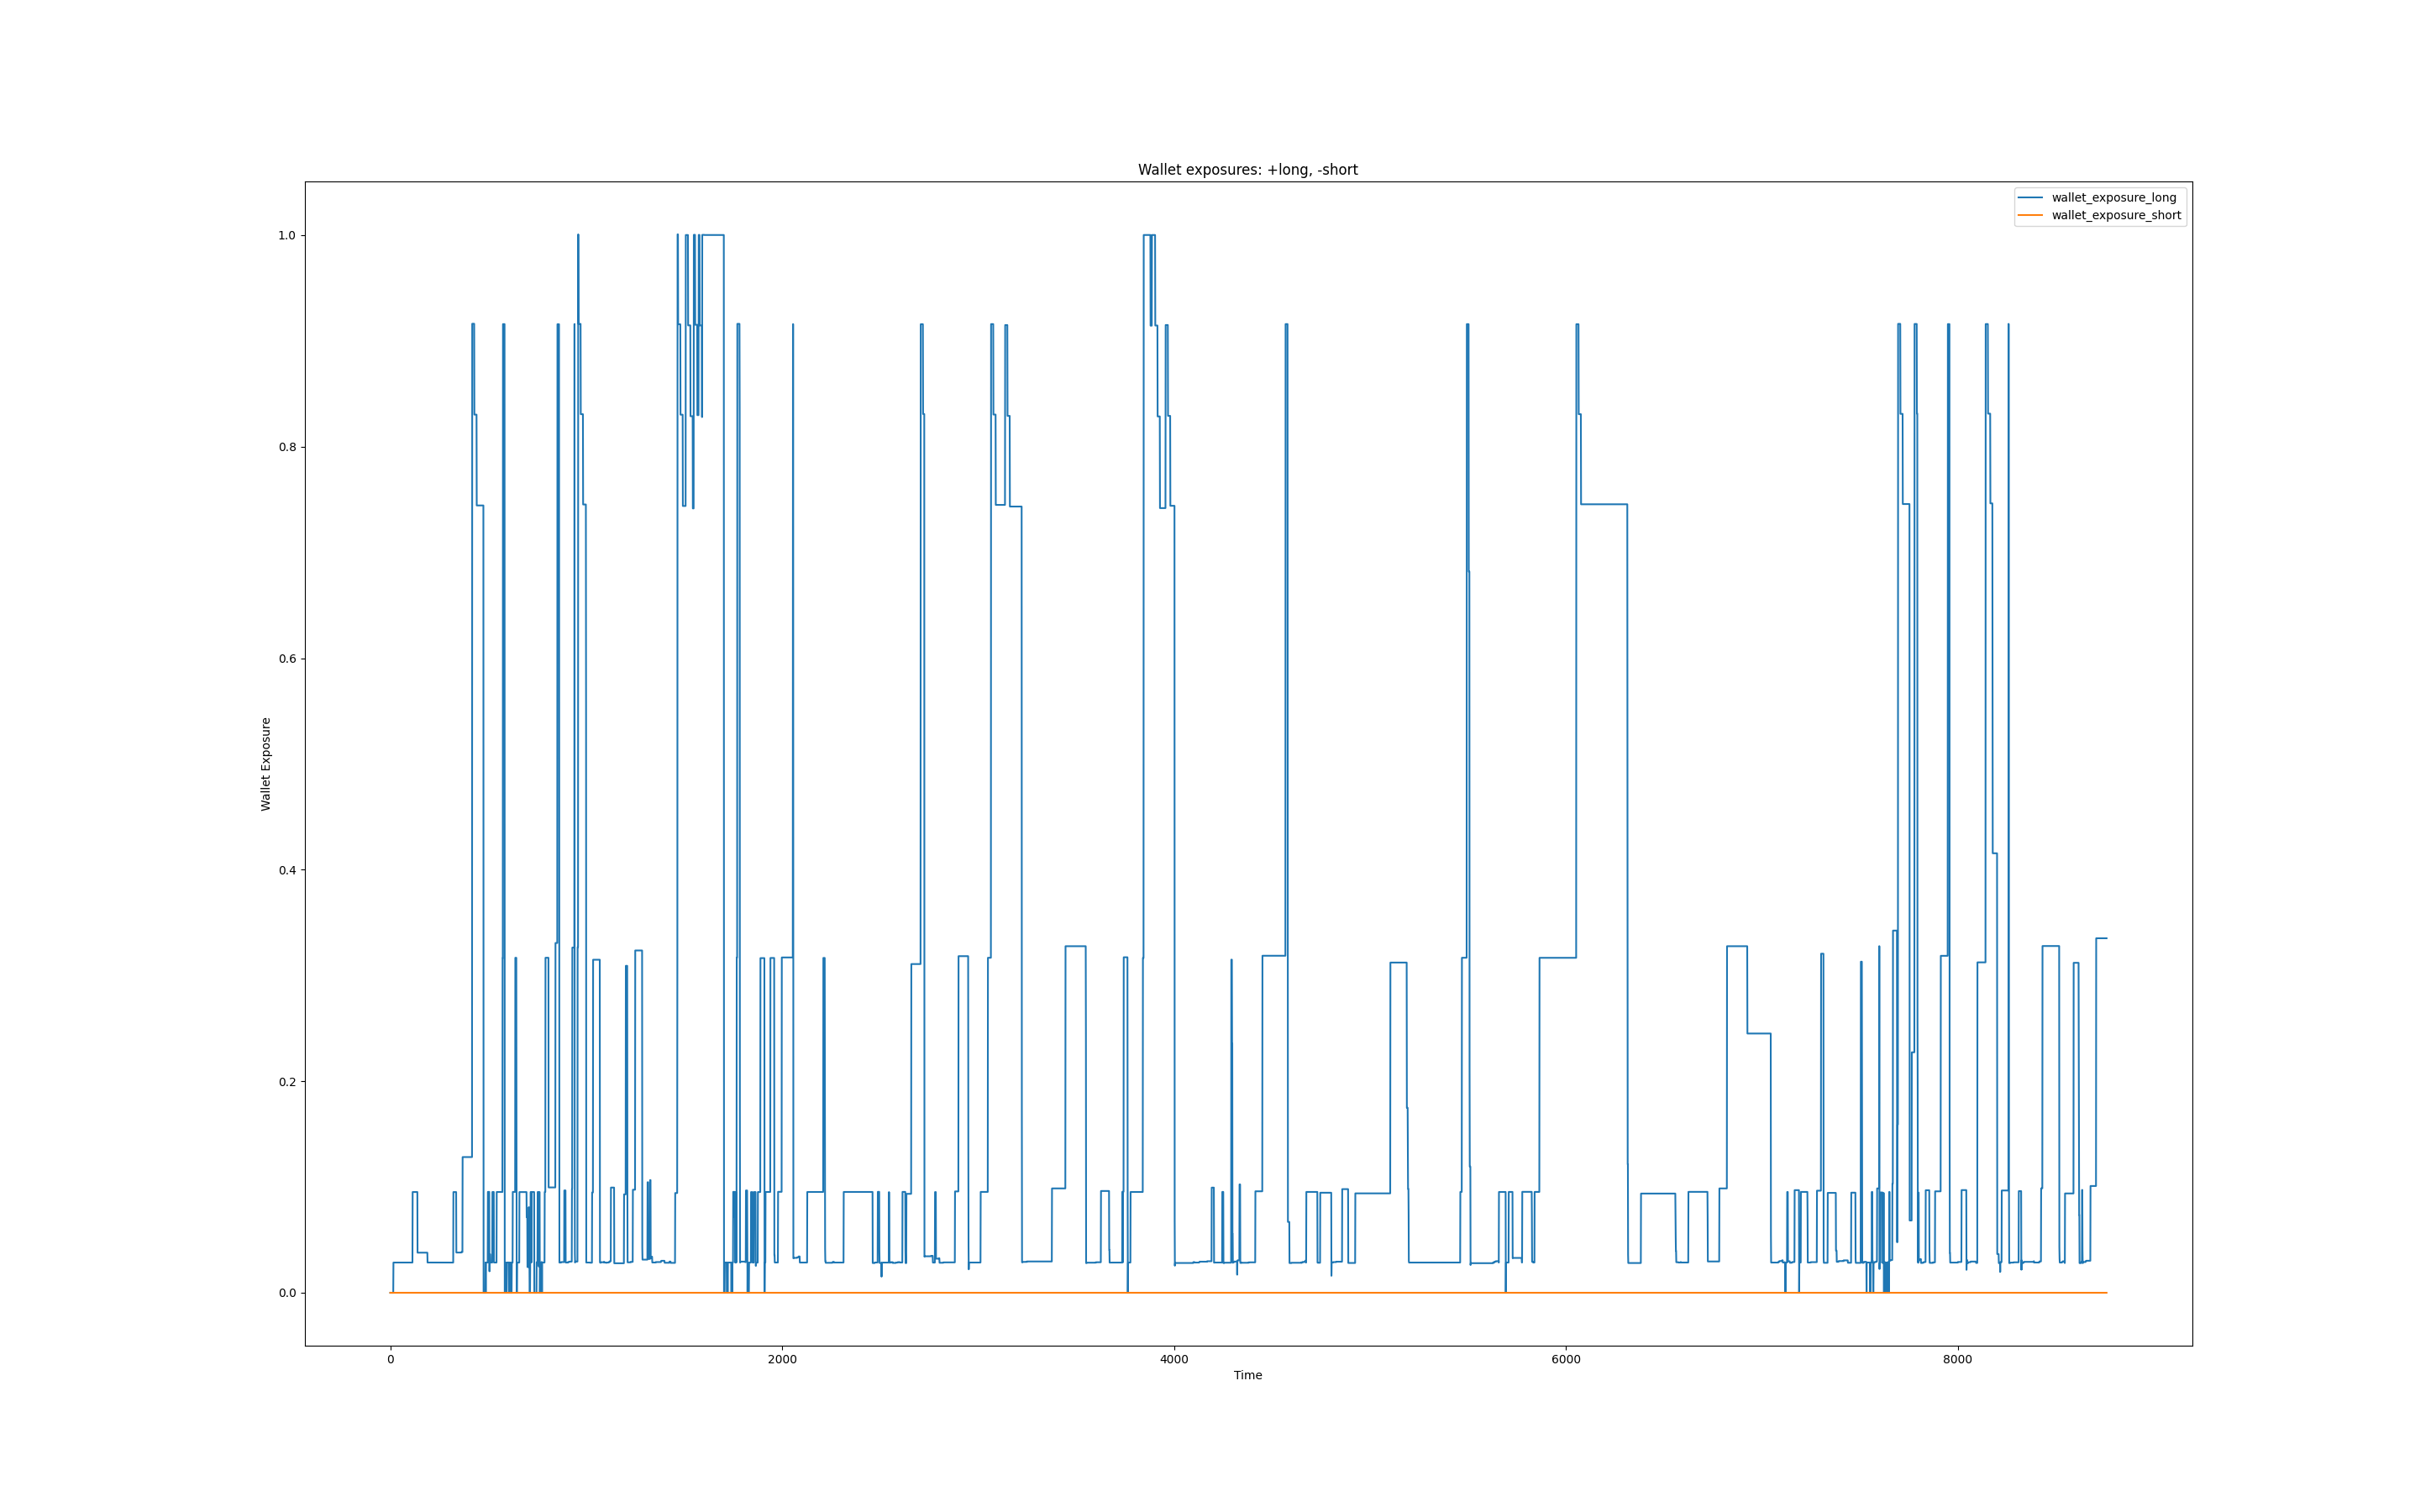 Wallet exposures: +long, -short
wallet_exposure_long
wallet_exposure_short
1.0
0.8
0.6
0.4
0.2
0.0
Wallet Exposure
0 2000 4000 6000 8000
Time